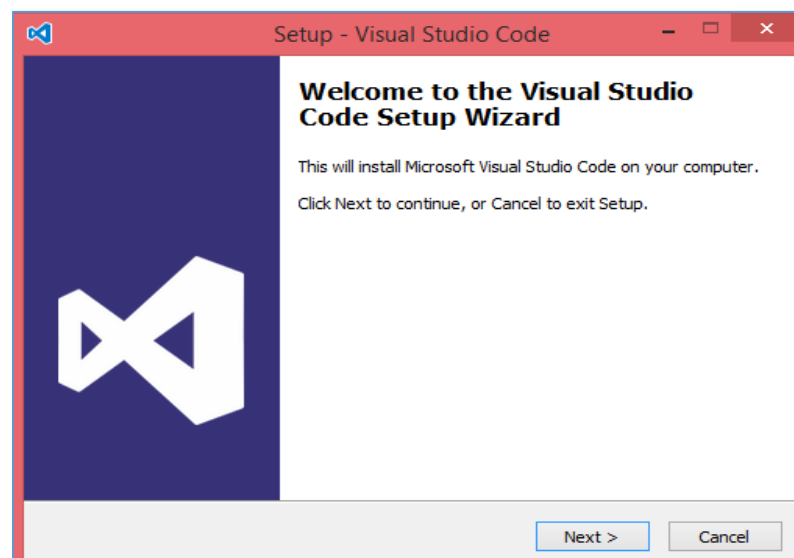 Setup - Visual Studio Code
Welcome to the Visual Studio
Code Setup Wizard
This will install Microsoft Visual Studio Code on your computer.
Click Next to continue, or Cancel to exit Setup.
Next >
Cancel